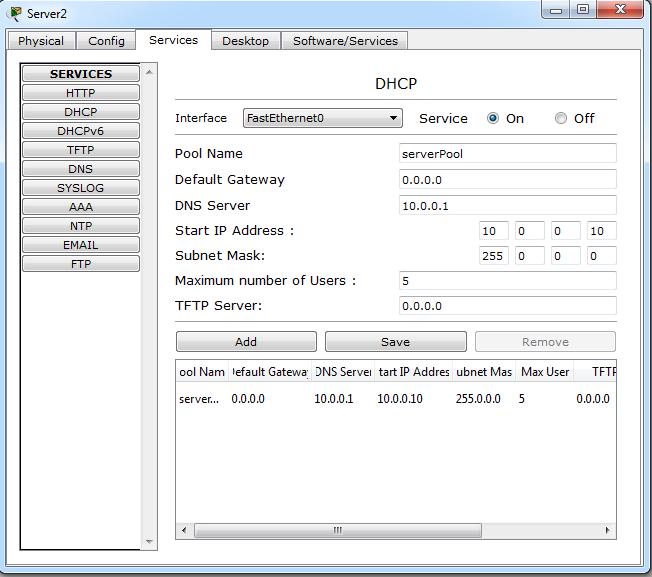 Server2
Physical Config Services Desktop Software/Services
SERVICES
HTTP
DHCP
DHCPv6
TFTP
DNS
SYSLOG
AAA
NTP
EMAIL
FTP
DHCP
Interface FastEthernet0 Service On Off
Pool Name serverPool
Default Gateway 0.0.0.0
DNS Server 10.0.0.1
Start IP Address : 10 0 0 10
Subnet Mask: 255 0 0 0
Maximum number of Users : 5
TFTP Server: 0.0.0.0
Add Save Remove
ool Nam efault Gateway DNS Server tart IP Addres ubnet Mas Max User TFTP
server... 0.0.0.0 10.0.0.1 10.0.0.10 255.0.0.0 5 0.0.0.0